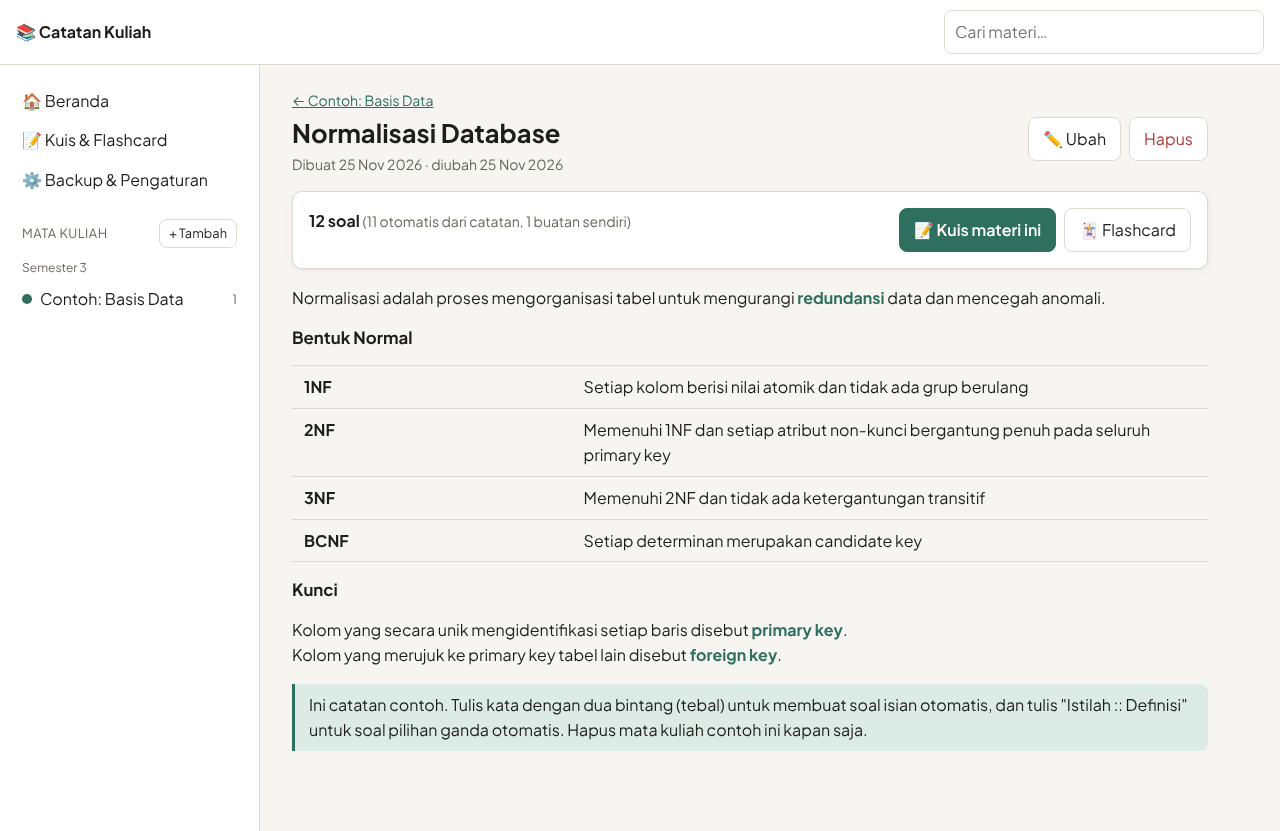 📚 Catatan Kuliah
Cari materi…
🏠 Beranda
📝 Kuis & Flashcard
⚙️ Backup & Pengaturan
MATA KULIAH
+ Tambah
Semester 3
Contoh: Basis Data 1
← Contoh: Basis Data
Normalisasi Database
✏️ Ubah
Hapus
Dibuat 25 Nov 2026 · diubah 25 Nov 2026
12 soal (11 otomatis dari catatan, 1 buatan sendiri)
📝 Kuis materi ini
🃏 Flashcard
Normalisasi adalah proses mengorganisasi tabel untuk mengurangi redundansi data dan mencegah anomali.
Bentuk Normal
1NF Setiap kolom berisi nilai atomik dan tidak ada grup berulang
2NF Memenuhi 1NF dan setiap atribut non-kunci bergantung penuh pada seluruh
primary key
3NF Memenuhi 2NF dan tidak ada ketergantungan transitif
BCNF Setiap determinan merupakan candidate key
Kunci
Kolom yang secara unik mengidentifikasi setiap baris disebut primary key.
Kolom yang merujuk ke primary key tabel lain disebut foreign key.
Ini catatan contoh. Tulis kata dengan dua bintang (tebal) untuk membuat soal isian otomatis, dan tulis "Istilah :: Definisi"
untuk soal pilihan ganda otomatis. Hapus mata kuliah contoh ini kapan saja.